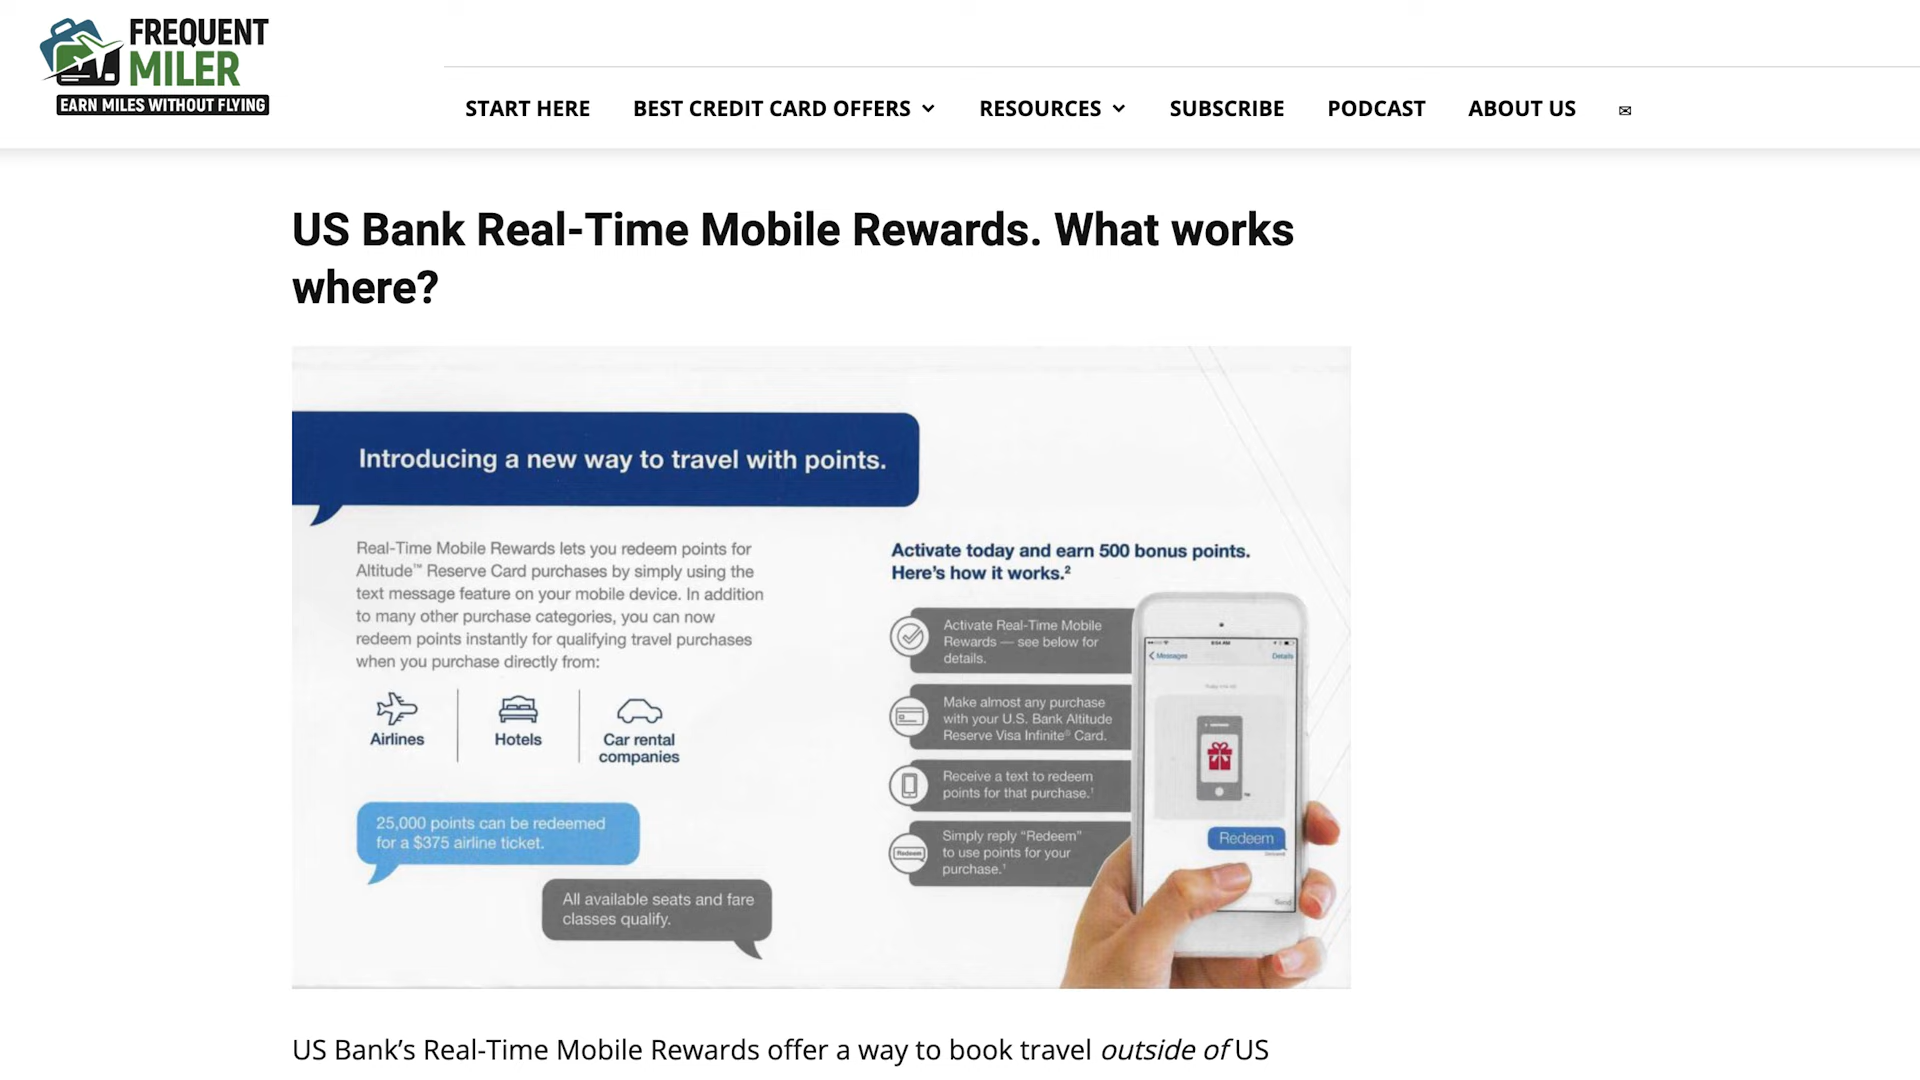 FREQUENT
MILER
EARN MILES WITHOUT FLYING
START HERE
BEST CREDIT CARD OFFERS
RESOURCES
SUBSCRIBE
PODCAST
ABOUT US
US Bank Real-Time Mobile Rewards. What works
where?
Introducing a new way to travel with points.
Real-Time Mobile Rewards lets you redeem points for
Altitude™ Reserve Card purchases by simply using the
text message feature on your mobile device. In addition
to many other purchase categories, you can now
redeem points instantly for qualifying travel purchases
when you purchase directly from:
Airlines
Hotels
Car rental
companies
25,000 points can be redeemed
for a $375 airline ticket.
All available seats and fare
classes qualify.
Activate today and earn 500 bonus points.
Here's how it works.²
Activate Real-Time Mobile
Rewards — see below for
details.
Make almost any purchase
with your U.S. Bank Altitude
Reserve Visa Infinite® Card.
Receive a text to redeem
points for that purchase.¹
Redeem
Simply reply "Redeem"
to use points for your
purchase.¹
Messages
Details
Redeem
Send
US Bank’s Real-Time Mobile Rewards offer a way to book travel outside of US